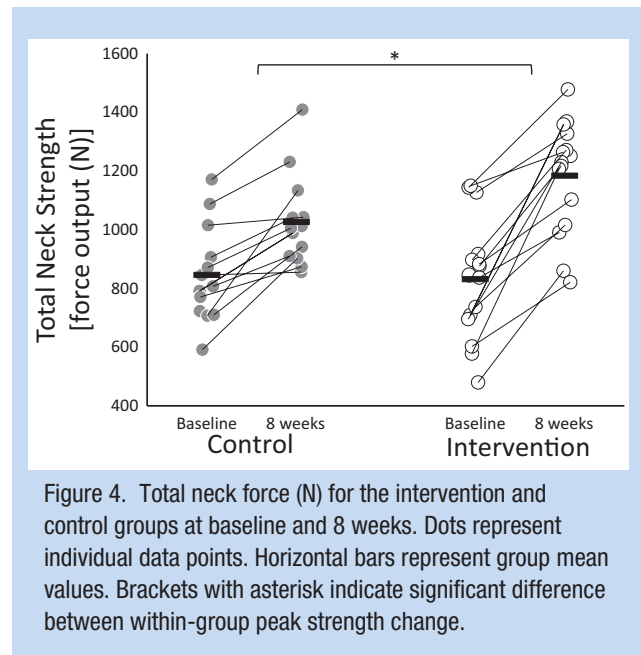 Total Neck Strength
[force output (N)]
1600
1400
1200
1000
800
600
400
*
Baseline 8 weeks Baseline 8 weeks
Control Intervention
Figure 4. Total neck force (N) for the intervention and
control groups at baseline and 8 weeks. Dots represent
individual data points. Horizontal bars represent group mean
values. Brackets with asterisk indicate significant difference
between within-group peak strength change.